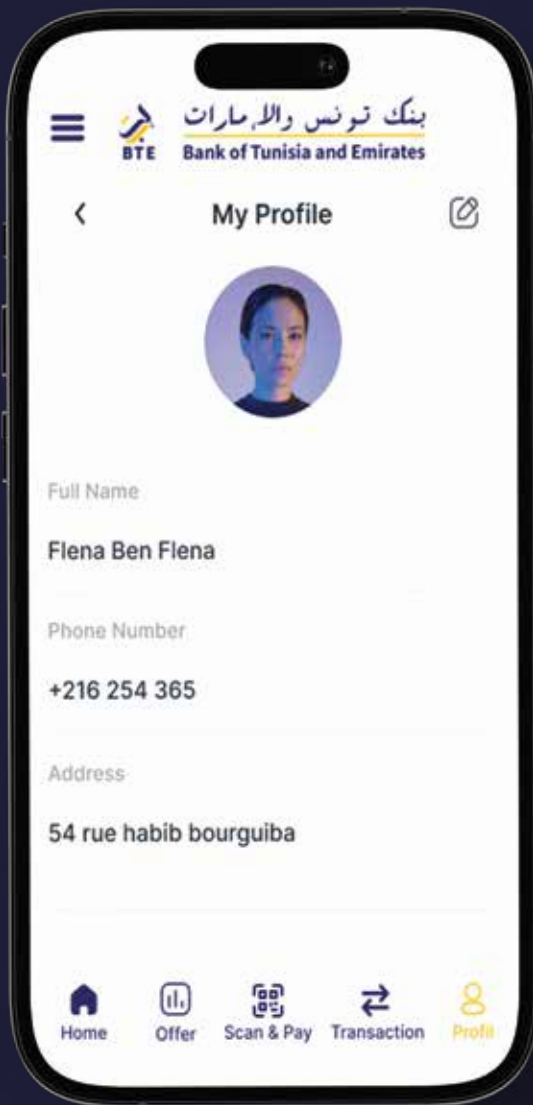 بنك تونس والإمارات
BTE
Bank of Tunisia and Emirates
My Profile
Full Name
Flena Ben Flena
Phone Number
+216 254 365
Address
54 rue habib bourguiba
Home
Offer
Scan & Pay
Transaction
Profil